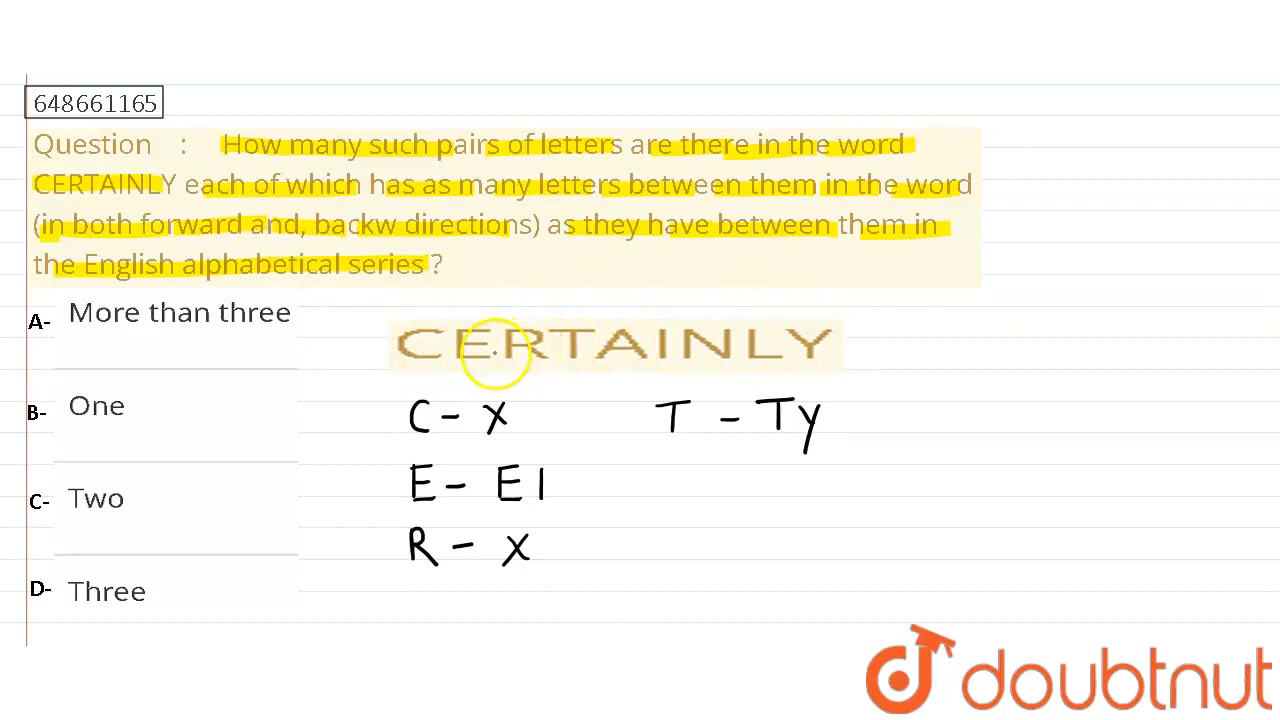 648661165
Question : How many such pairs of letters are there in the word
CERTAINLY each of which has as many letters between them in the word
(in both forward and, backw directions) as they have between them in
the English alphabetical series ?
A- More than three
B- One
C- Two
D- Three
CERTAINLY
C - x T - Ty
E - EI
R - x
doubtnut